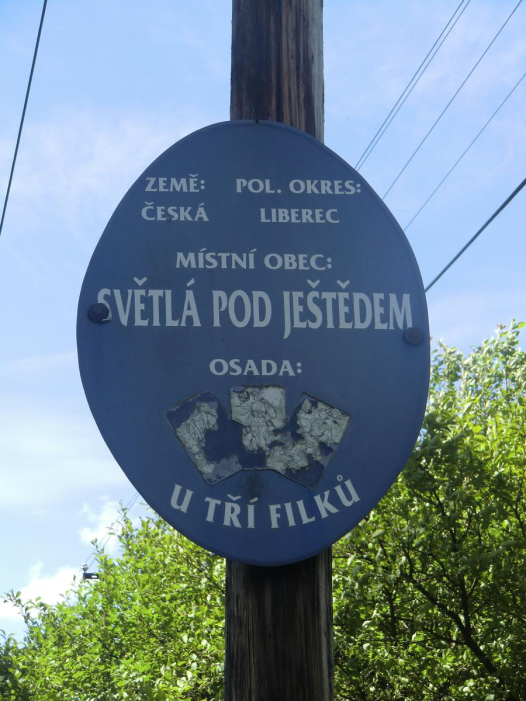 ZEMĚ: POL. OKRES:
ČESKÁ LIBEREC
MÍSTNÍ OBEC:
SVĚTLÁ POD JEŠTĚDEM
OSADA:
U TŘÍ FILKŮ